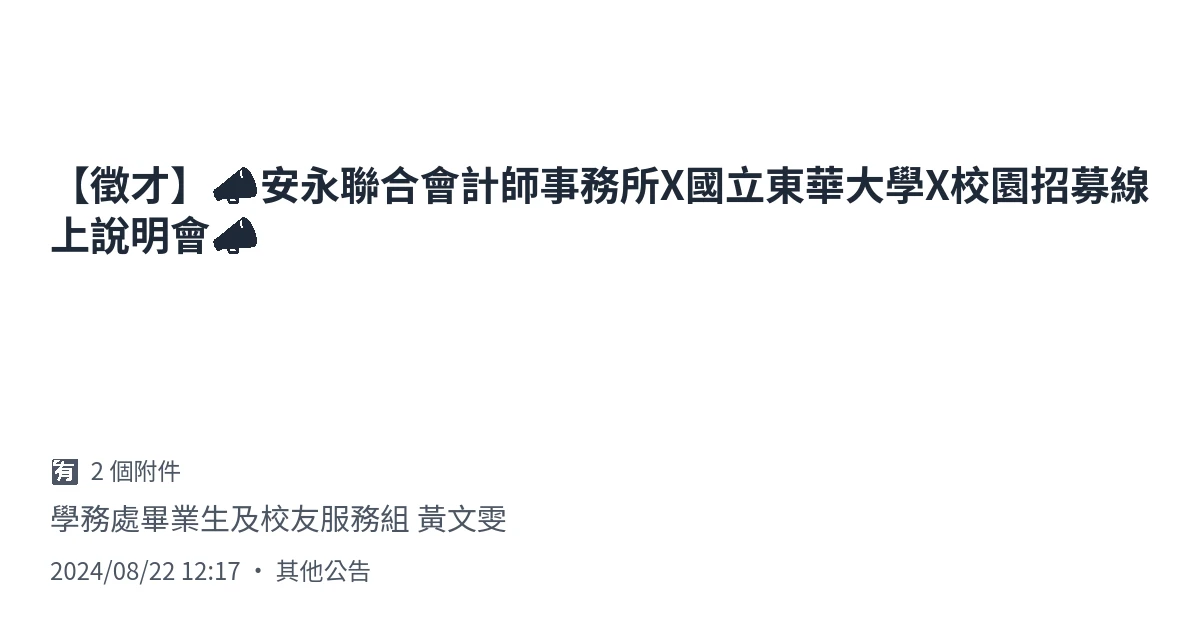 【徵才】📣安永聯合會計師事務所X國立東華大學X校園招募線
上說明會📣
🈶 2 個附件
學務處畢業生及校友服務組 黃文雯
2024/08/22 12:17 · 其他公告